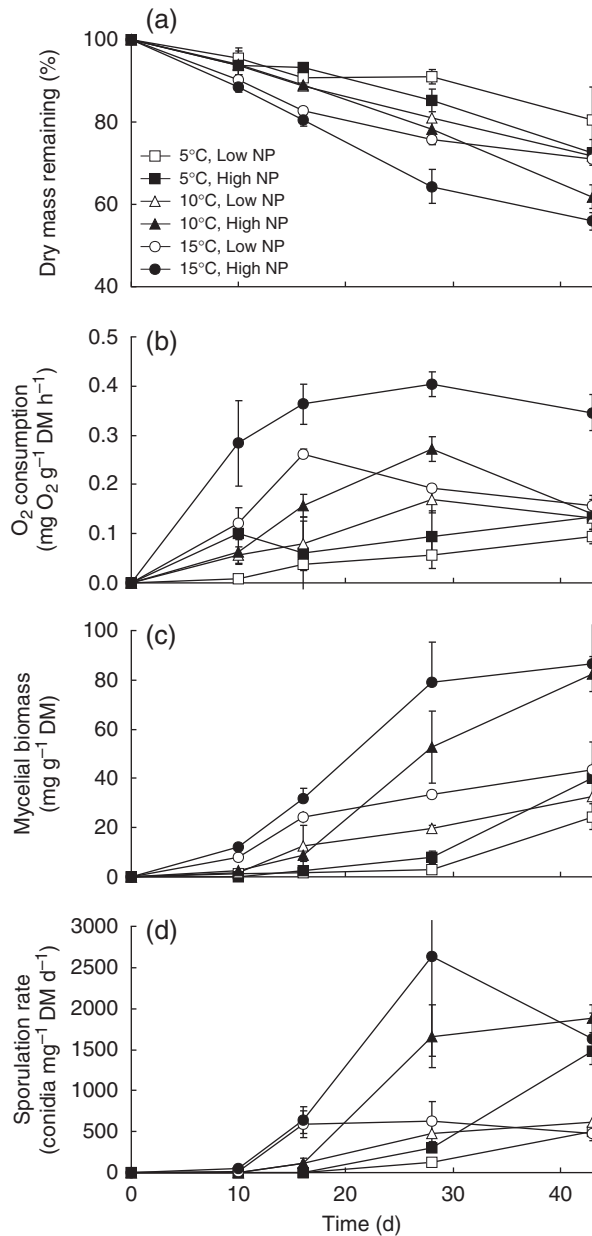 (a)
100
80
60
40
Dry mass remaining (%)
5°C, Low NP
5°C, High NP
10°C, Low NP
10°C, High NP
15°C, Low NP
15°C, High NP
(b)
0.5
0.4
0.3
0.2
0.1
0.0
O₂ consumption
(mg O₂ g⁻¹ DM h⁻¹)
(c)
100
80
60
40
20
0
Mycelial biomass
(mg g⁻¹ DM)
(d)
3000
2500
2000
1500
1000
500
0
Sporulation rate
(conidia mg⁻¹ DM d⁻¹)
0 10 20 30 40
Time (d)